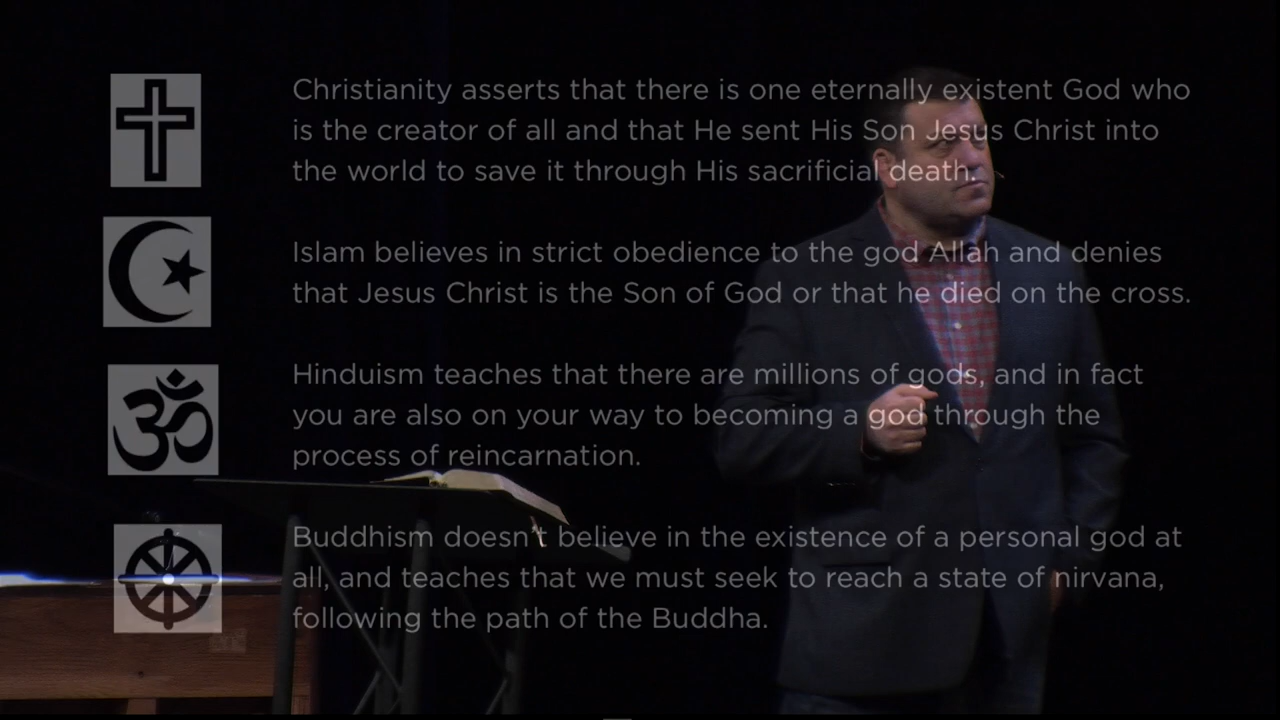 Christianity asserts that there is one eternally existent God who
is the creator of all and that He sent His Son Jesus Christ into
the world to save it through His sacrificial death.
Islam believes in strict obedience to the god Allah and denies
that Jesus Christ is the Son of God or that he died on the cross.
Hinduism teaches that there are millions of gods, and in fact
you are also on your way to becoming a god through the
process of reincarnation.
Buddhism doesn't believe in the existence of a personal god at
all, and teaches that we must seek to reach a state of nirvana,
following the path of the Buddha.